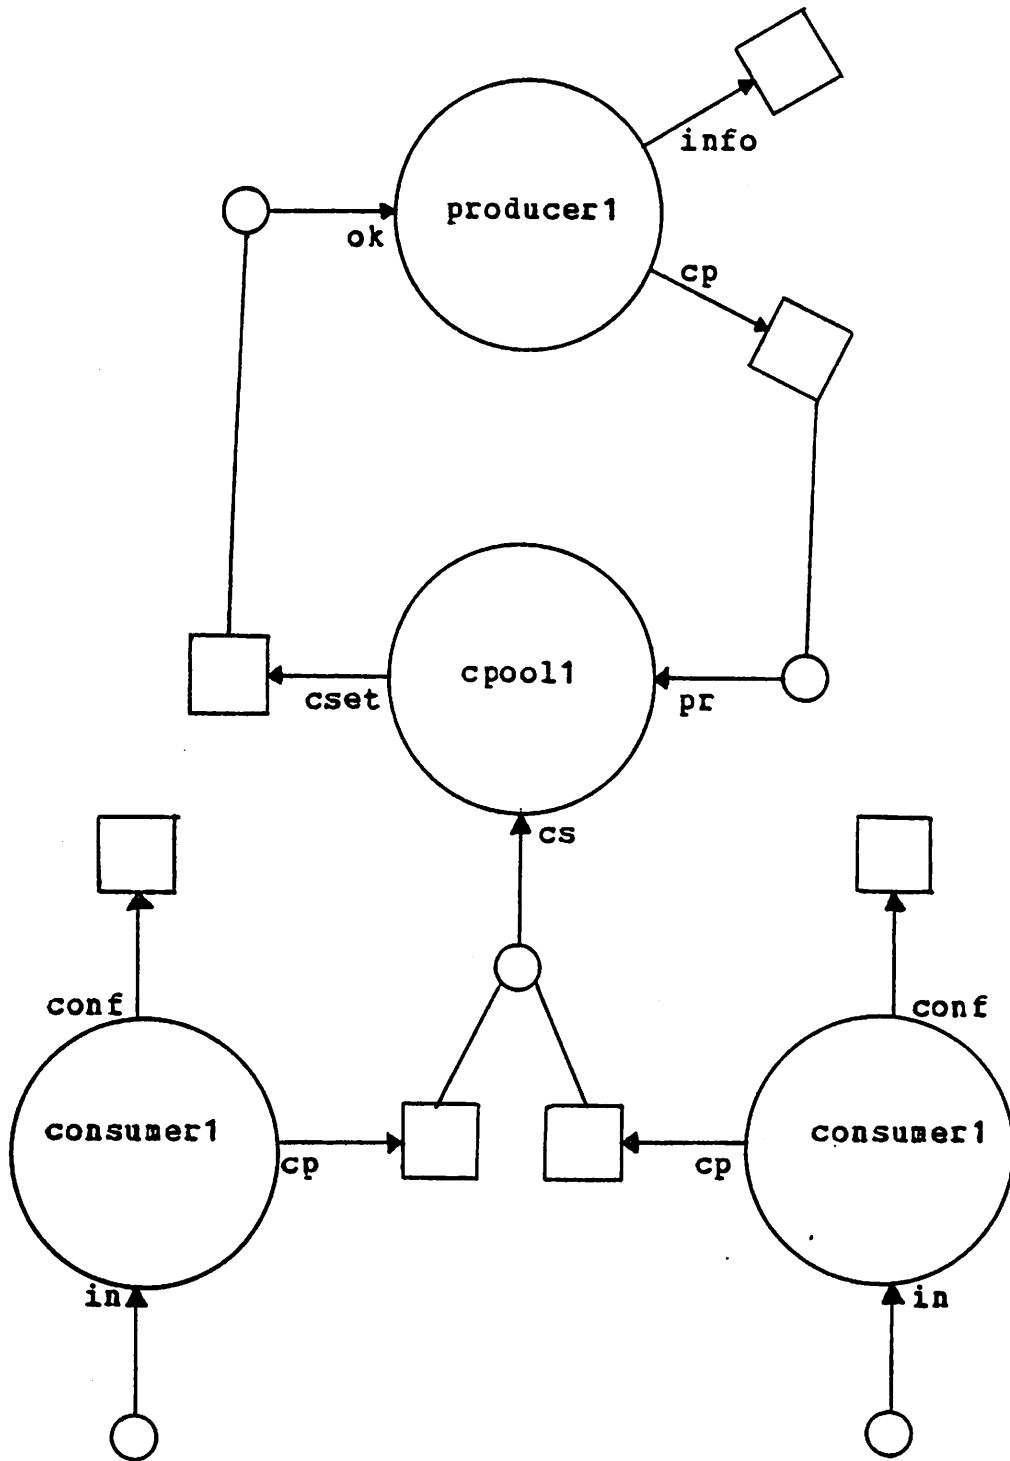 info
producer1
ok
cp
cpool1
cset
pr
cs
conf
conf
consumer1
consumer1
cp
cp
in
in